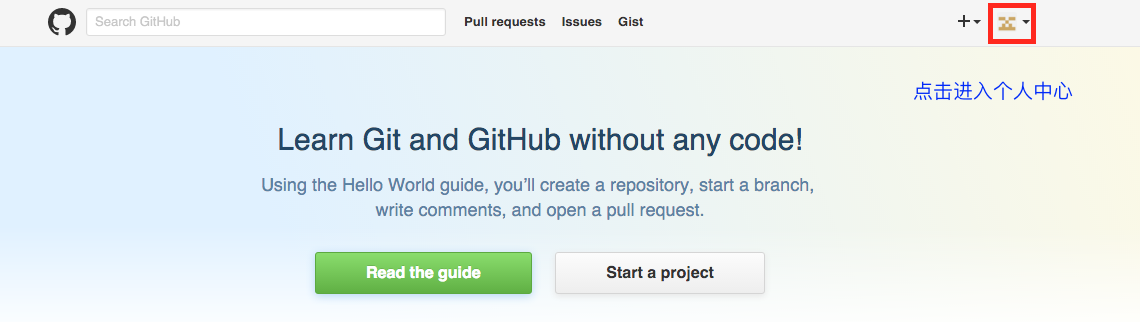 Search GitHub Pull requests Issues Gist
点击进入个人中心
Learn Git and GitHub without any code!
Using the Hello World guide, you’ll create a repository, start a branch,
write comments, and open a pull request.
Read the guide Start a project